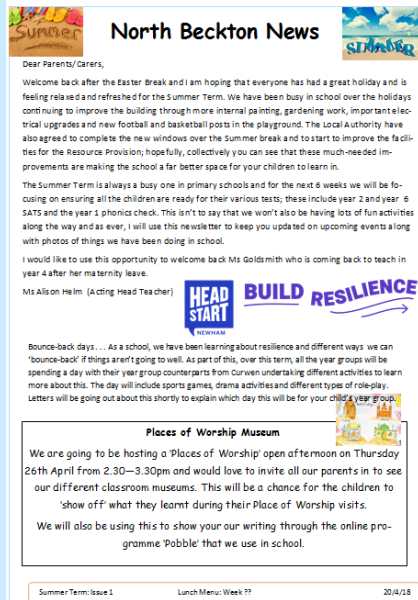 Summer
North Beckton News
SUMMER
Dear Parents/Carers,
Welcome back after the Easter Break and I am hoping that everyone has had a great holiday and is
feeling relaxed and refreshed for the Summer Term. We have been busy in school over the holidays
continuing to improve the building through more internal painting, gardening work, important elec-
trical upgrades and new football and basketball posts in the playground. The Local Authority have
also agreed to complete the new windows over the Summer break and to start to improve the facili-
ties for the Resource Provision; hopefully, collectively you can see that these much-needed im-
provements are making the school a far better space for your children to learn in.
The Summer Term is always a busy one in primary schools and for the next 6 weeks we will be fo-
cusing on ensuring all the children are ready for their various tests; these include year 2 and year 6
SATS and the year 1 phonics check. This isn't to say that we won't also be having lots of fun activities
along the way and as ever, I will use this newsletter to keep you updated on upcoming events along
with photos of things we have been doing in school.
I would like to use this opportunity to welcome back Ms Goldsmith who is coming back to teach in
year 4 after her maternity leave.
Ms Alison Helm (Acting Head Teacher)
HEAD
START
NEWHAM
BUILD RESILIENCE
Bounce-back days . . . As a school, we have been learning about resilience and different ways we can
'bounce-back' if things aren't going to well. As part of this, over this term, all the year groups will be
spending a day with their year group counterparts from Curwen undertaking different activities to learn
more about this. The day will include sports games, drama activities and different types of role-play.
Letters will be going out about this shortly to explain which day this will be for your child's year group.
Places of Worship Museum
We are going to be hosting a 'Places of Worship' open afternoon on Thursday
26th April from 2.30—3.30pm and would love to invite all our parents in to see
our different classroom museums. This will be a chance for the children to
'show off' what they learnt during their Place of Worship visits.
We will also be using this to show your our writing through the online pro-
gramme 'Pobble' that we use in school.
Summer Term: Issue 1
Lunch Menu: Week ??
20/4/18